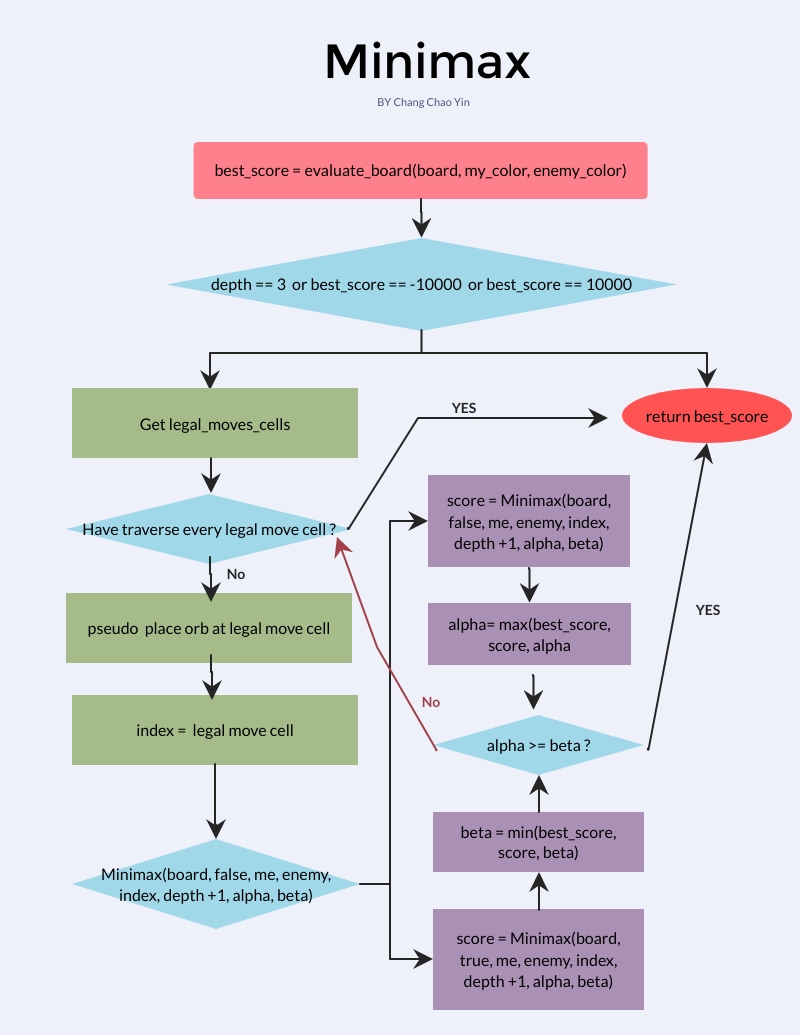 Minimax
BY Chang Chao Yin
best_score = evaluate_board(board, my_color, enemy_color)
depth == 3 or best_score == -10000 or best_score == 10000
Get legal_moves_cells
YES
return best_score
Have traverse every legal move cell ?
No
pseudo place orb at legal move cell
index = legal move cell
Minimax(board, false, me, enemy,
index, depth +1, alpha, beta)
score = Minimax(board,
false, me, enemy, index,
depth +1, alpha, beta)
alpha= max(best_score,
score, alpha
YES
No
alpha >= beta ?
beta = min(best_score,
score, beta)
score = Minimax(board,
true, me, enemy, index,
depth +1, alpha, beta)